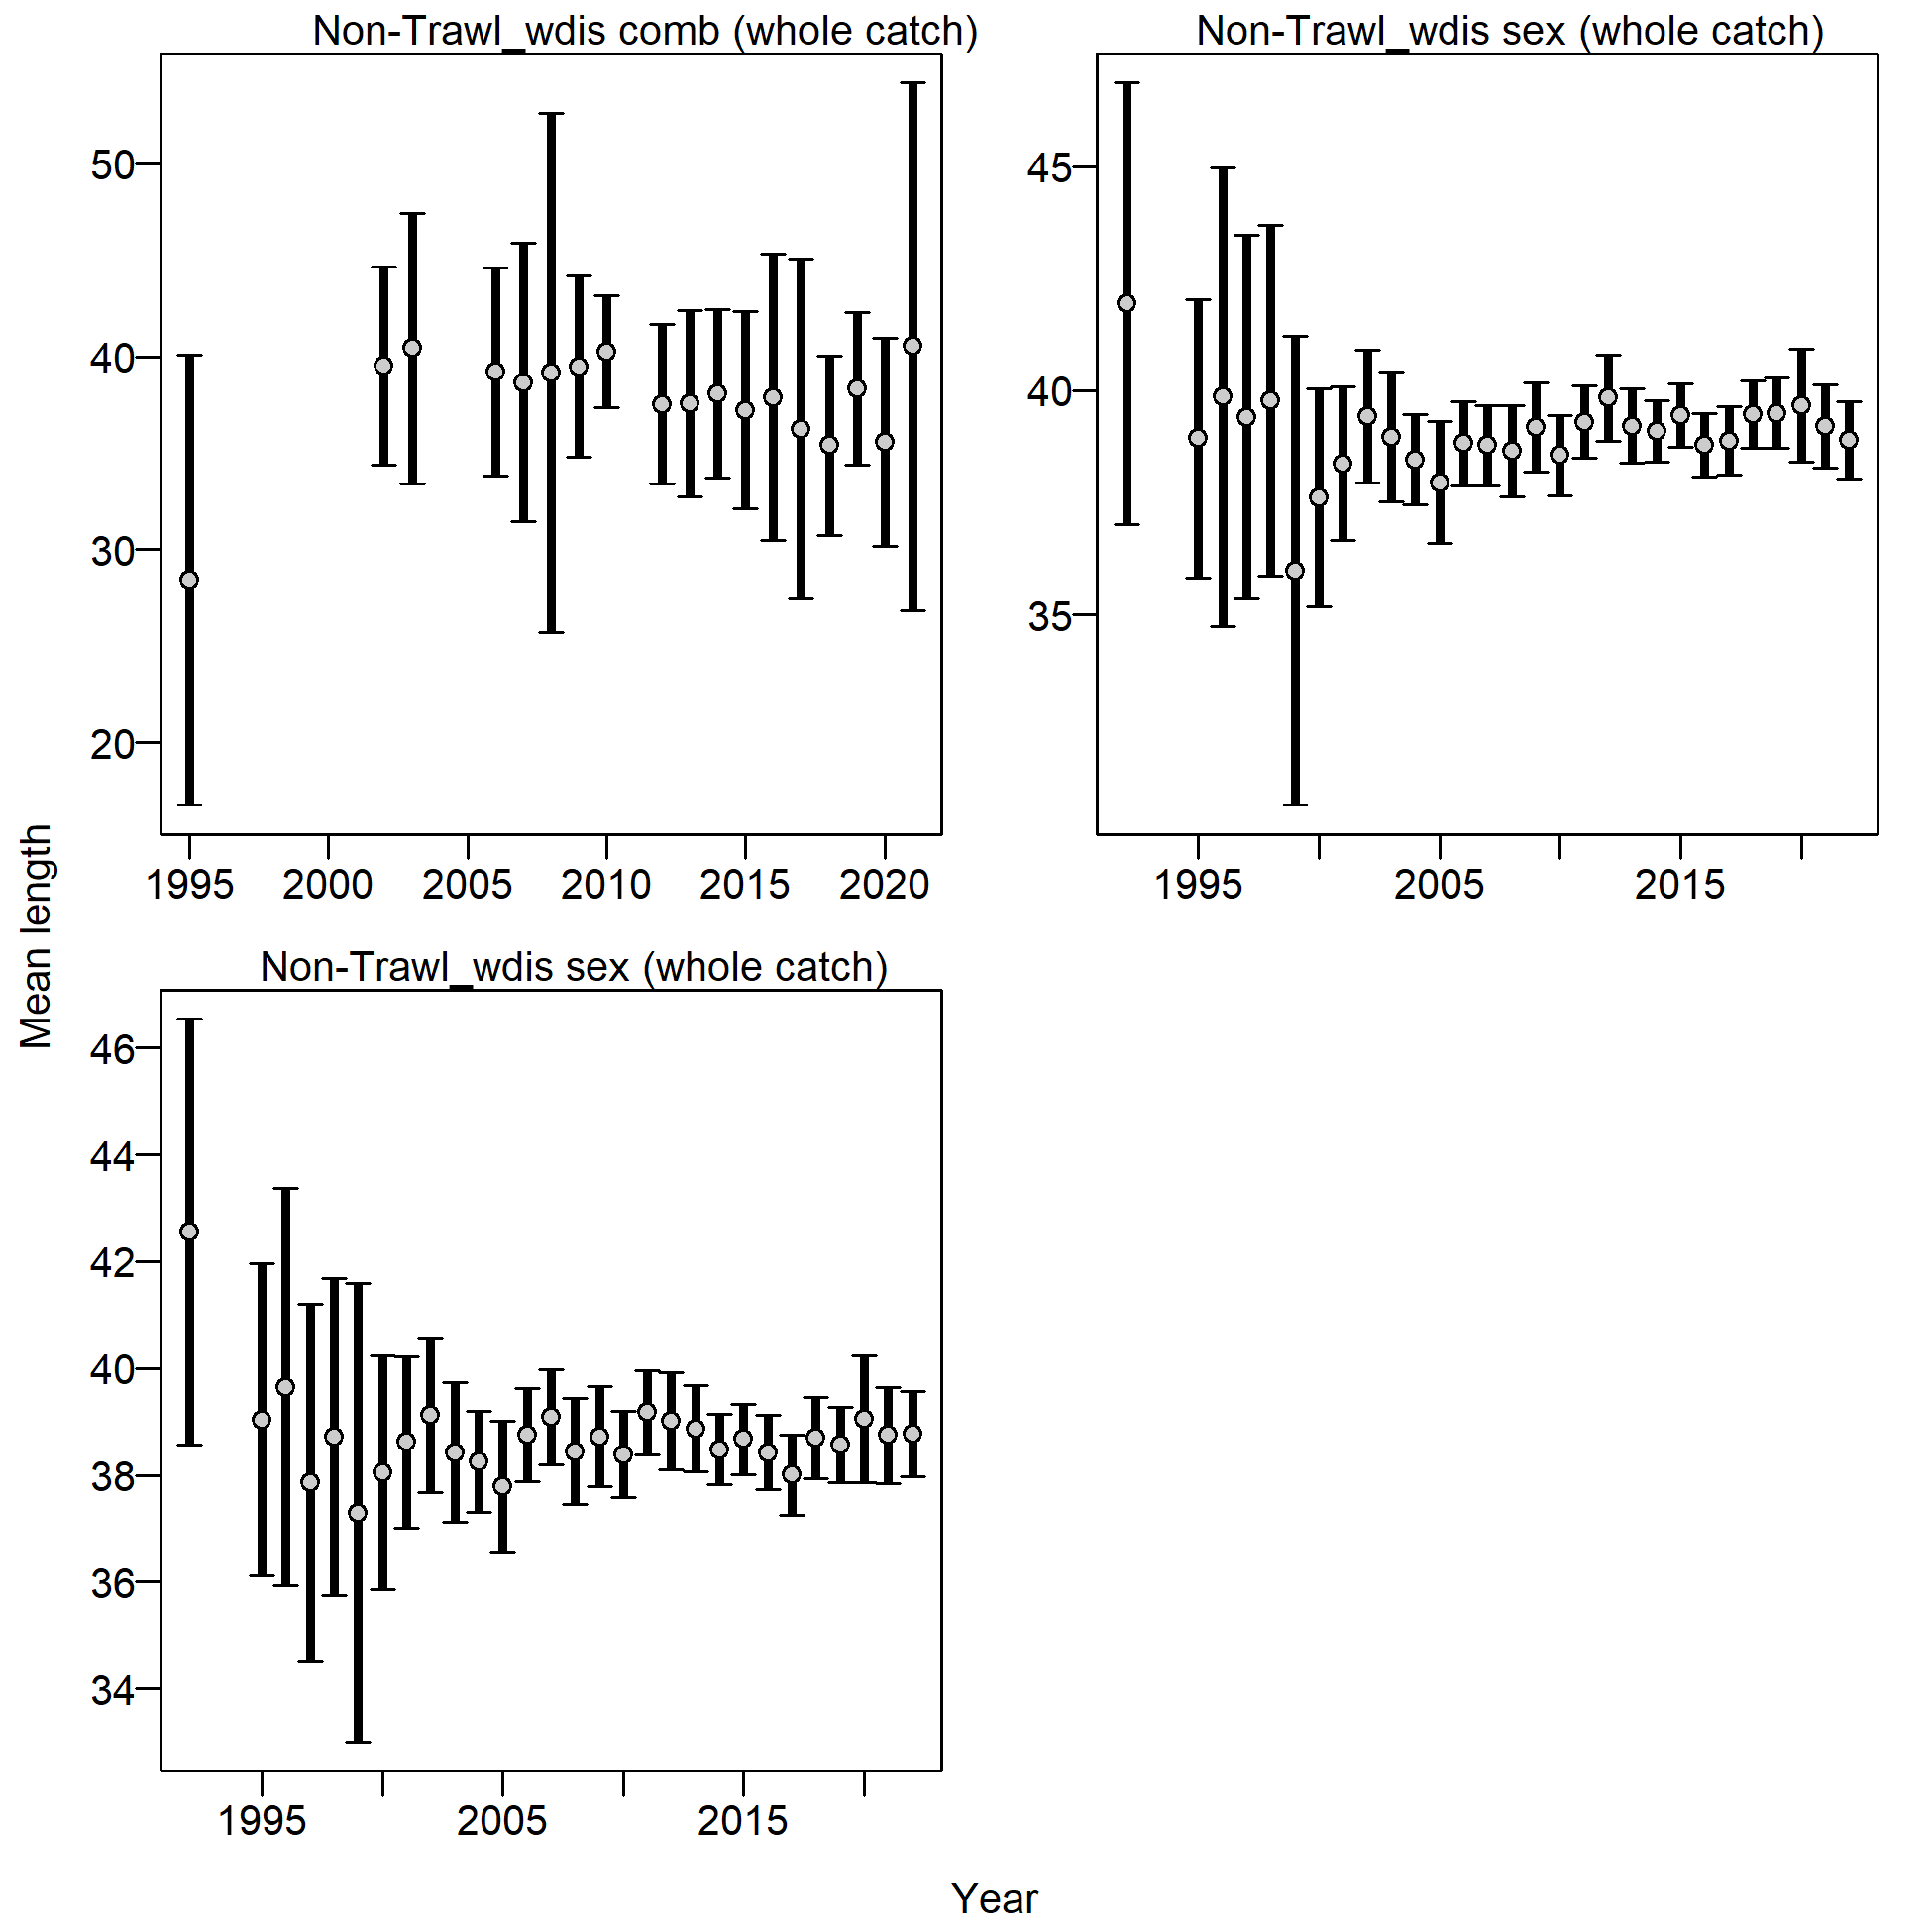 Non-Trawl_wdis comb (whole catch)
50
40
30
20
1995 2000 2005 2010 2015 2020
Non-Trawl_wdis sex (whole catch)
45
40
35
1995 2005 2015
Mean length
Non-Trawl_wdis sex (whole catch)
46
44
42
40
38
36
34
1995 2005 2015
Year